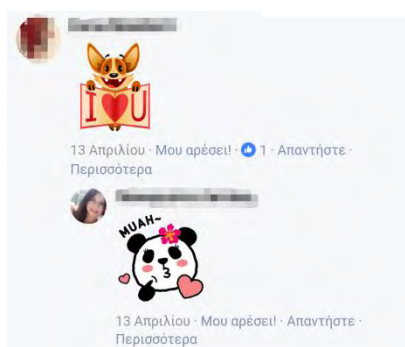 I U
13 Απριλίου · Μου αρέσει! · 1 · Απαντήστε ·
Περισσότερα
MUAH~
13 Απριλίου · Μου αρέσει! · Απαντήστε ·
Περισσότερα